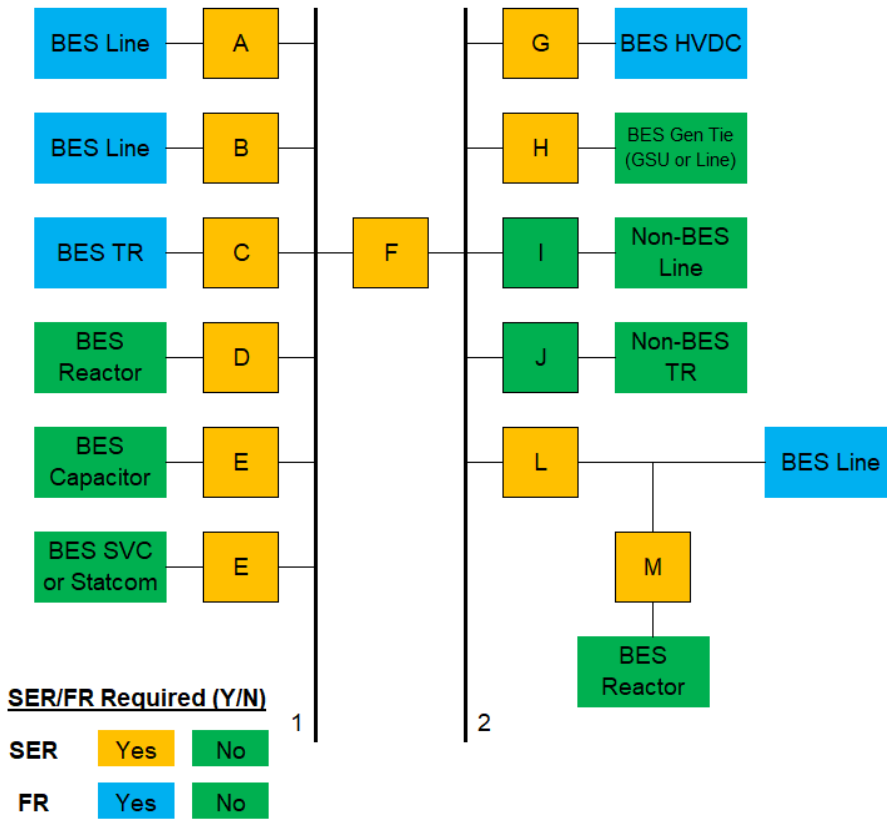 BES Line
A
G
BES HVDC
BES Line
B
H
BES Gen Tie
(GSU or Line)
BES TR
C
F
I
Non-BES
Line
BES
Reactor
D
J
Non-BES
TR
BES
Capacitor
E
L
BES Line
BES SVC
or Statcom
E
M
BES
Reactor
SER/FR Required (Y/N)
1
2
SER
Yes
No
FR
Yes
No